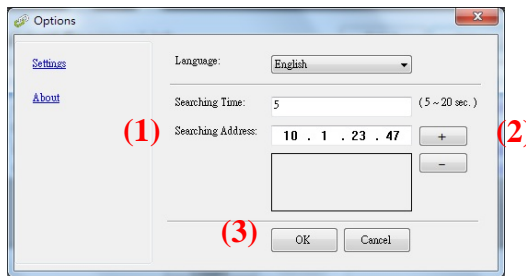 Options
Settings
About
Language: English
Searching Time: 5 (5~20 sec.)
(1) Searching Address: 10 . 1 . 23 . 47 + (2)
-
(3) OK Cancel